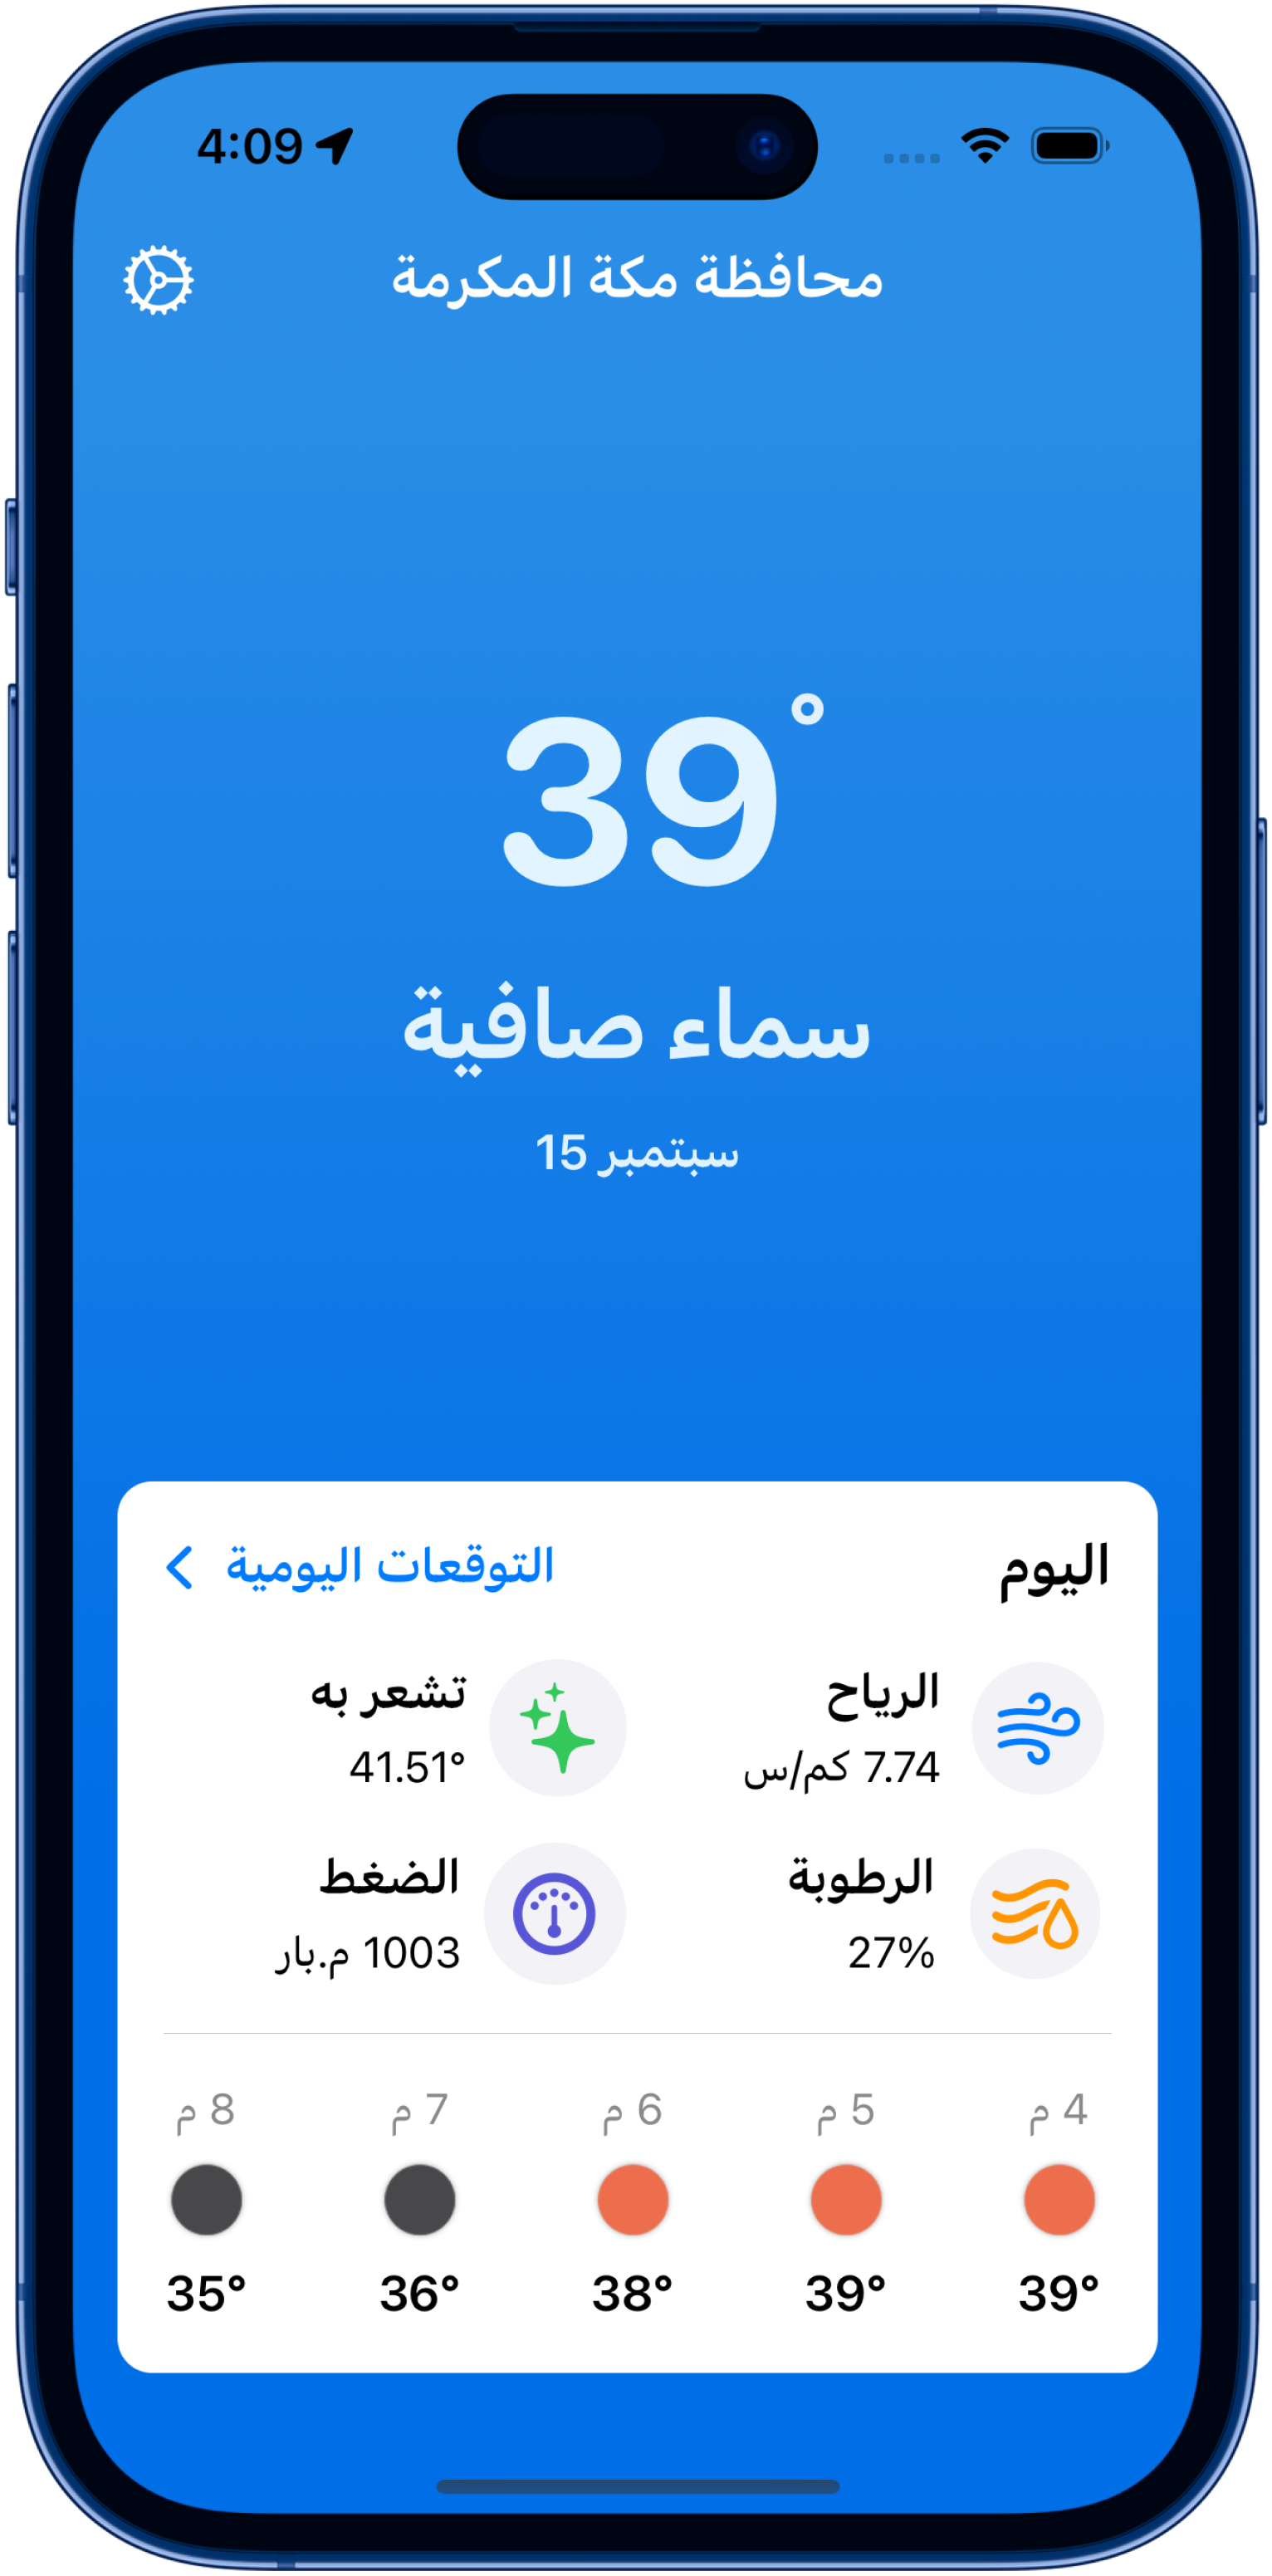 4:09
محافظة مكة المكرمة
39°
سماء صافية
سبتمبر 15
اليوم
التوقعات اليومية
الرياح
7.74 كم/س
تشعر به
41.51°
الرطوبة
27%
الضغط
1003 م.بار
4 م 5 م 6 م 7 م 8 م
39° 39° 38° 36° 35°